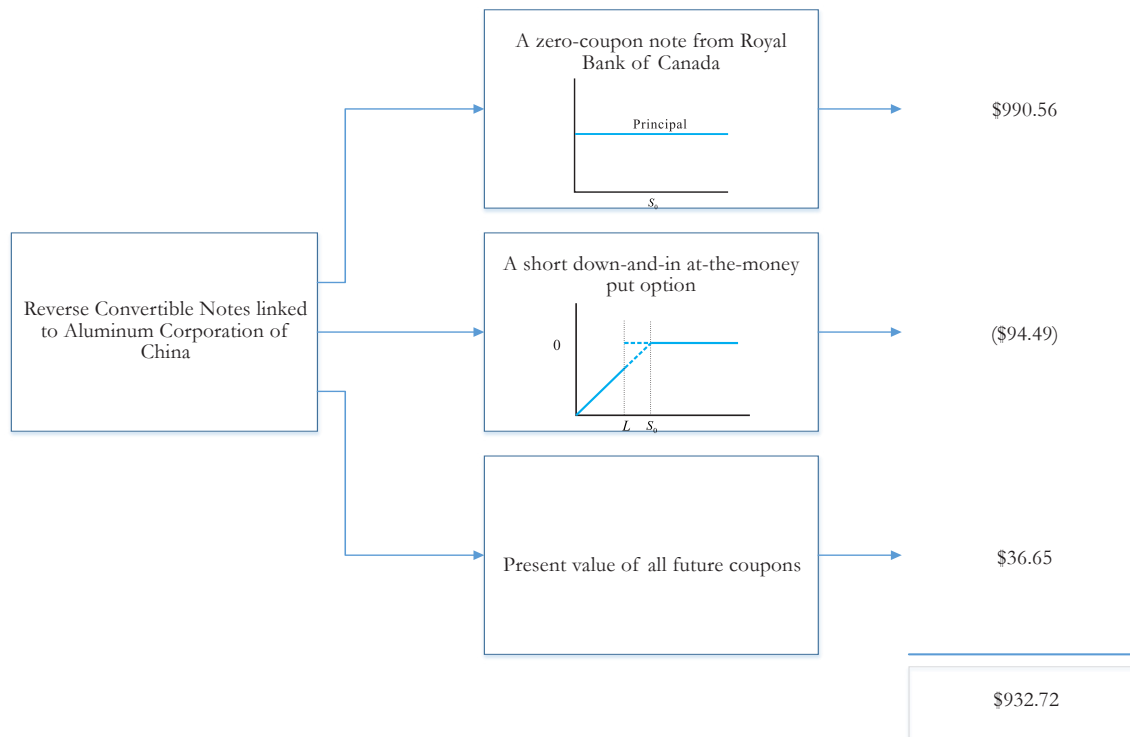 A zero-coupon note from Royal
Bank of Canada
Principal
S₀
$990.56
Reverse Convertible Notes linked
to Aluminum Corporation of
China
A short down-and-in at-the-money
put option
0
L S₀
($94.49)
Present value of all future coupons
$36.65
$932.72